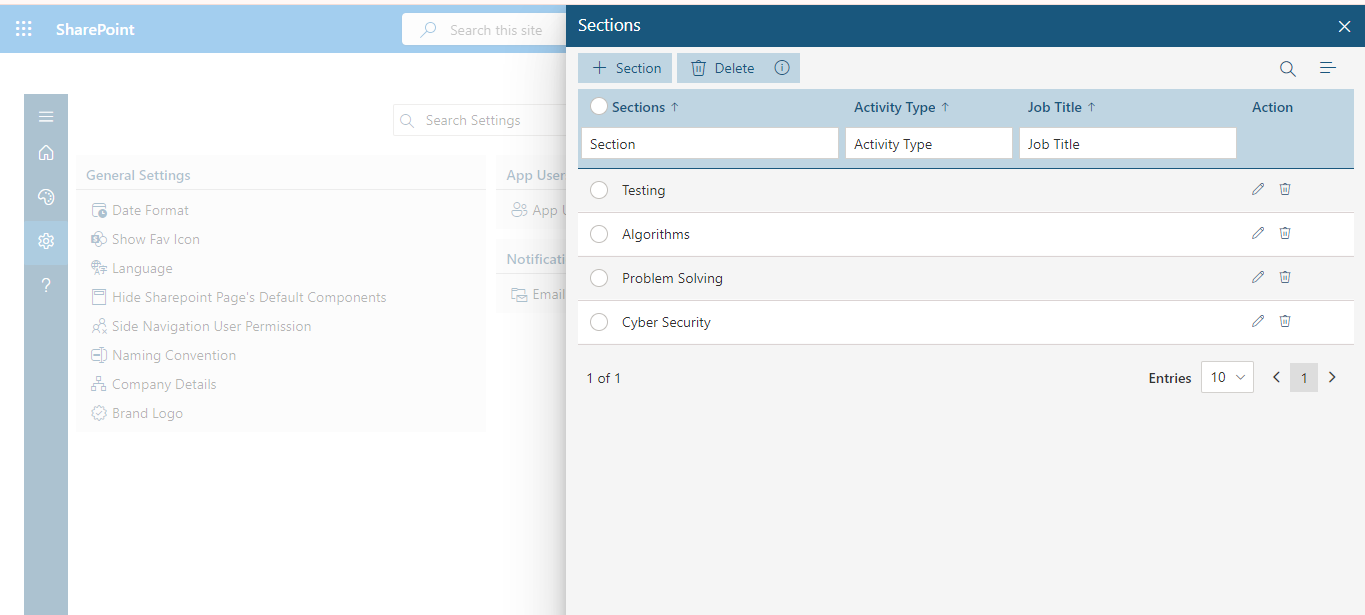 SharePoint
Search this site
Sections
Section
Delete
Search Settings
General Settings
Date Format
Show Fav Icon
Language
Hide Sharepoint Page's Default Components
Side Navigation User Permission
Naming Convention
Company Details
Brand Logo
App User
App U
Notificati
Email
Sections ↑ Activity Type ↑ Job Title ↑ Action
Section Activity Type Job Title
Testing
Algorithms
Problem Solving
Cyber Security
1 of 1
Entries 10 1